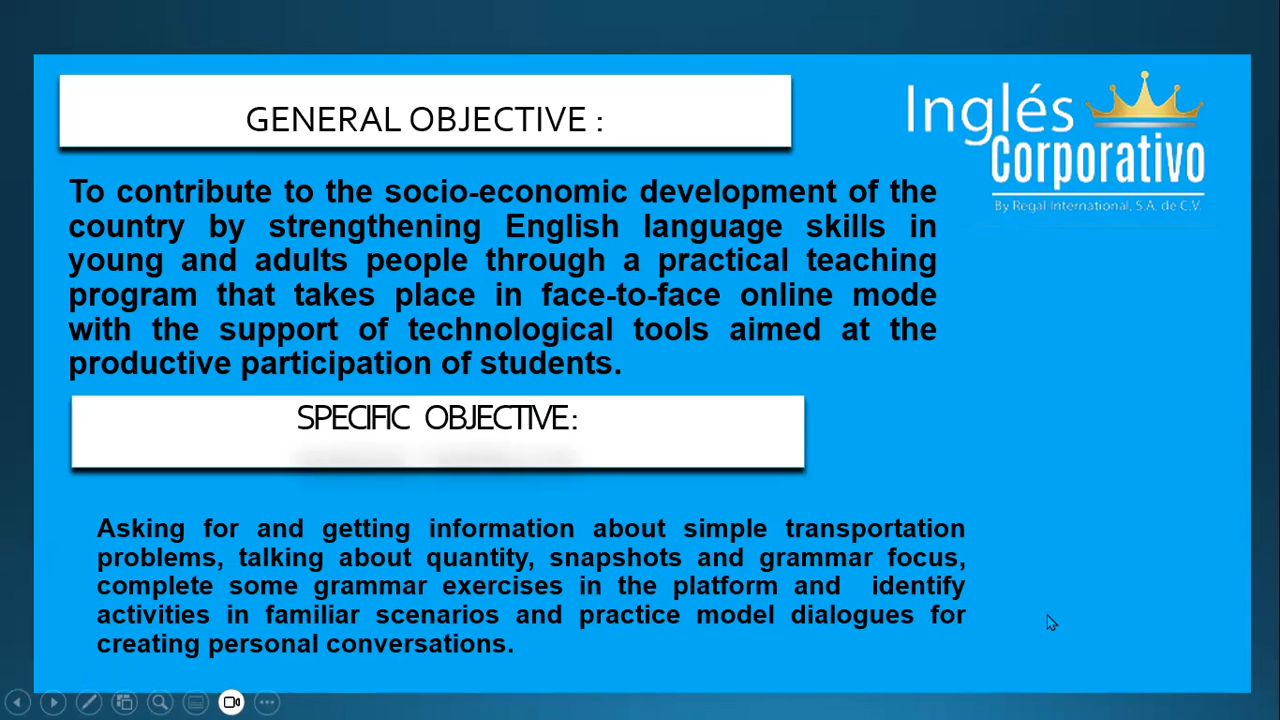 GENERAL OBJECTIVE :
Inglés
Corporativo
By Regal International, S.A. de C.V.
To contribute to the socio-economic development of the
country by strengthening English language skills in
young and adults people through a practical teaching
program that takes place in face-to-face online mode
with the support of technological tools aimed at the
productive participation of students.
SPECIFIC OBJECTIVE:
Asking for and getting information about simple transportation
problems, talking about quantity, snapshots and grammar focus,
complete some grammar exercises in the platform and identify
activities in familiar scenarios and practice model dialogues for
creating personal conversations.